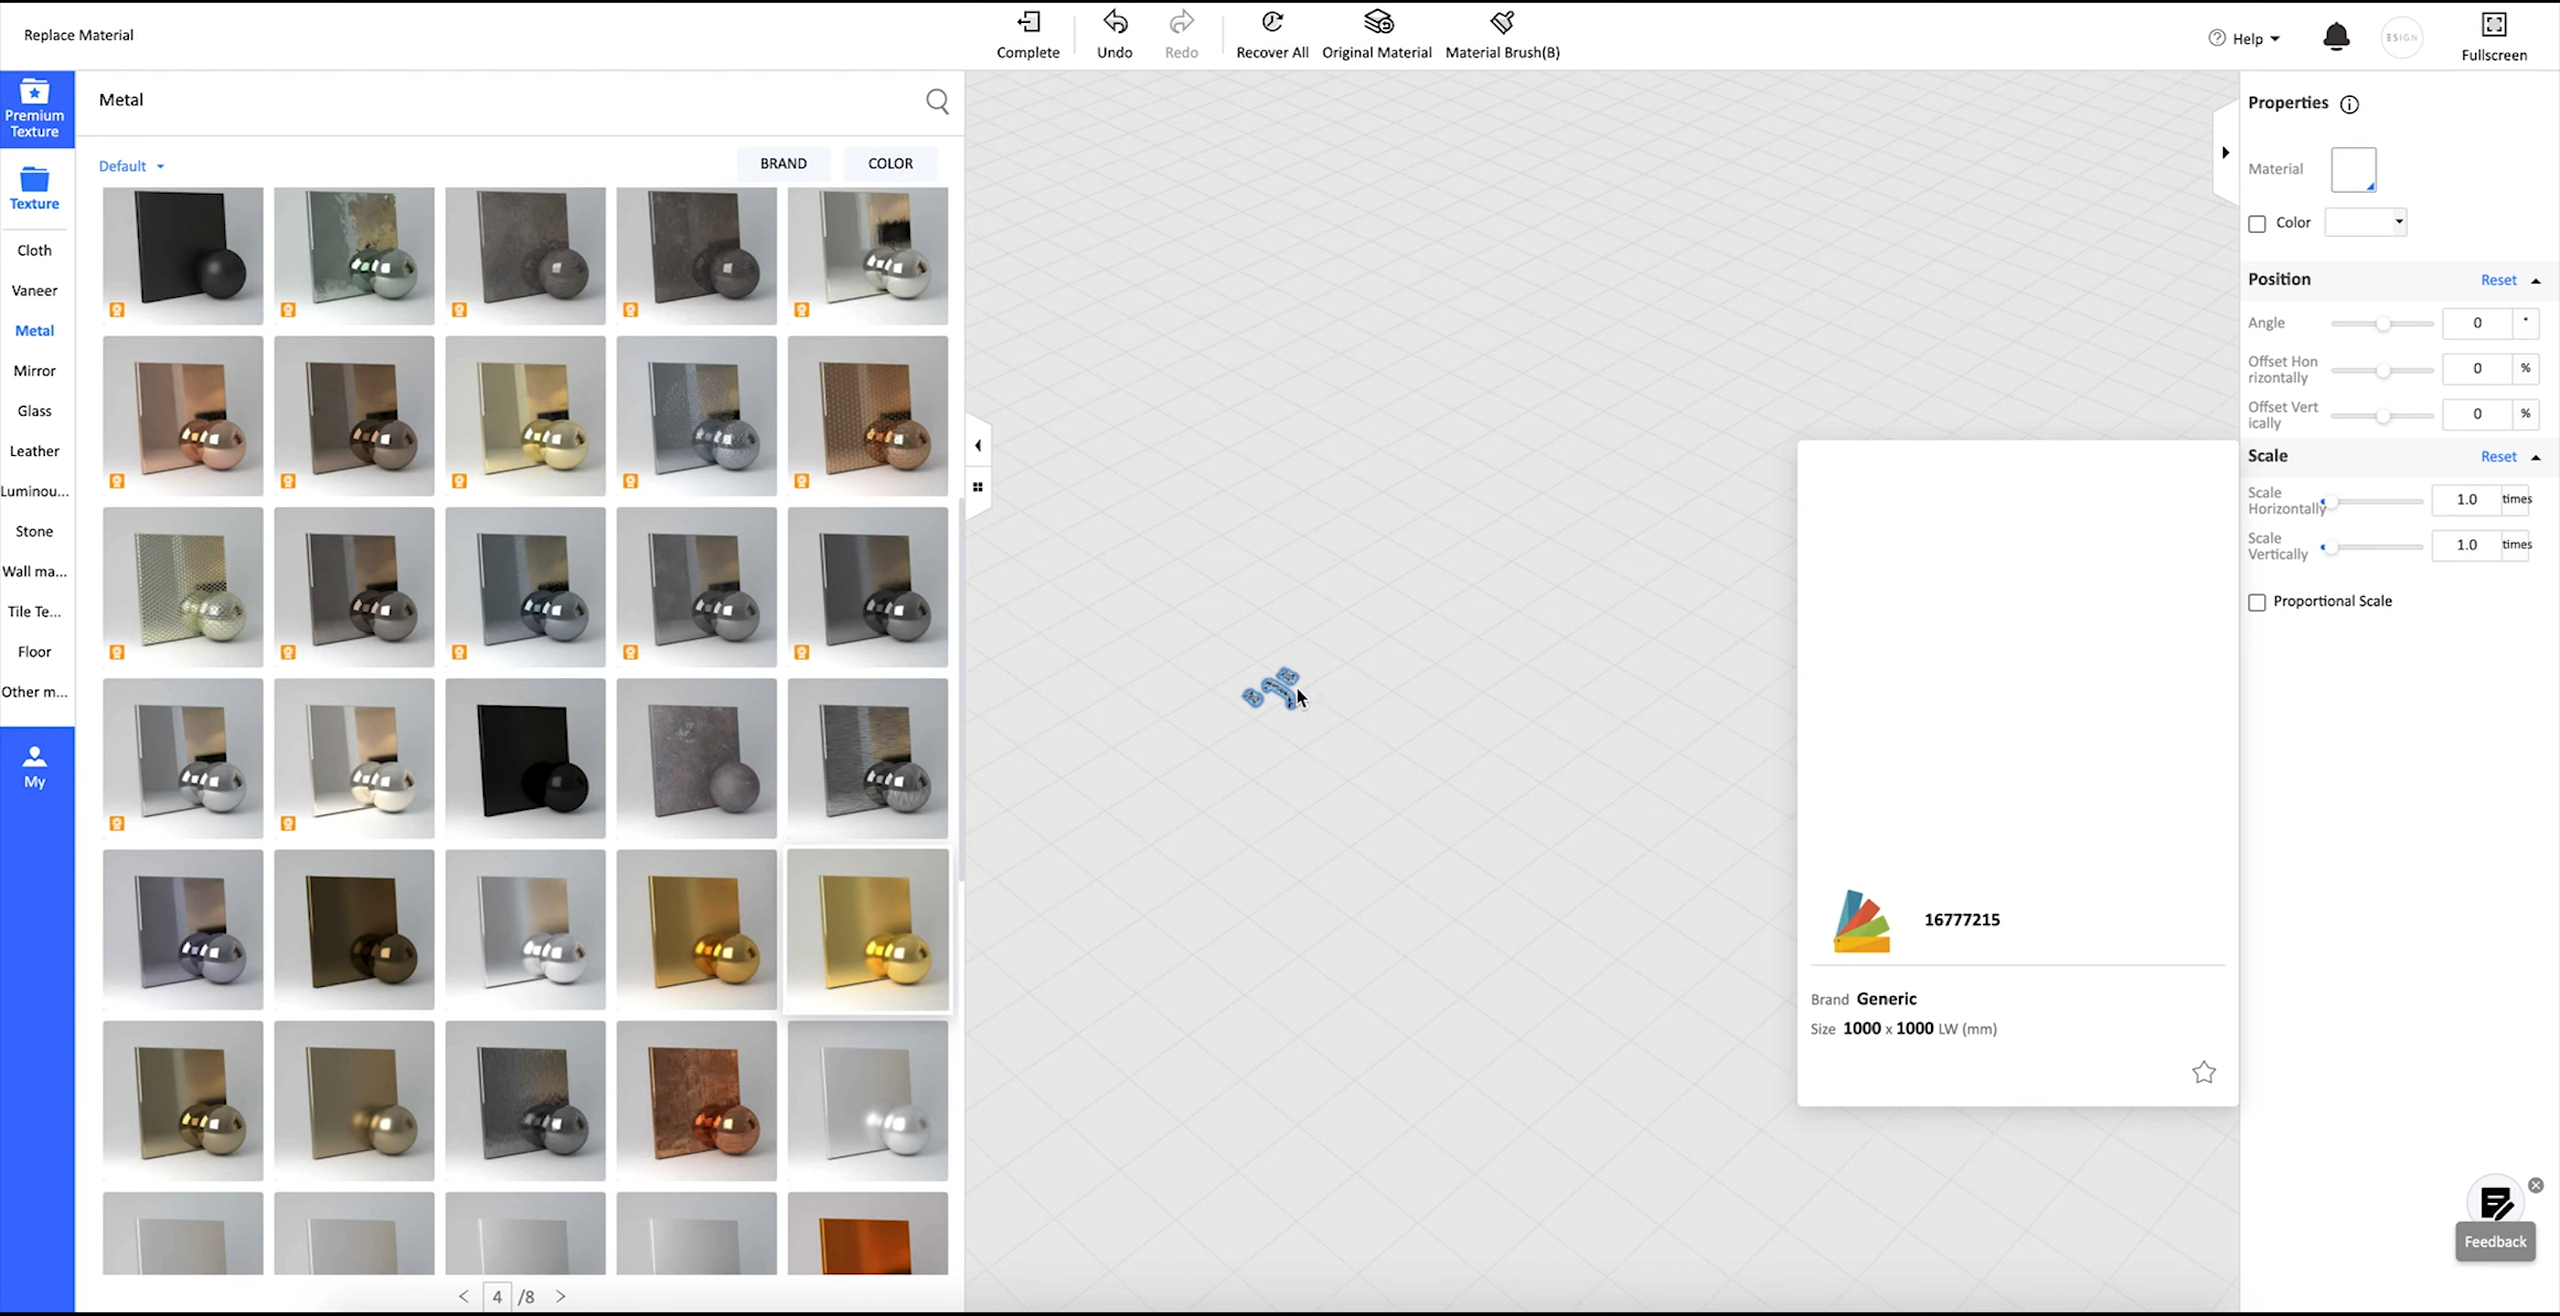 Replace Material
Complete
Undo
Redo
Recover All
Original Material
Material Brush(B)
Help
ESIGN
Fullscreen
Premium
Texture
Texture
Cloth
Vaneer
Metal
Mirror
Glass
Leather
Luminou...
Stone
Wall ma...
Tile Te...
Floor
Other m...
My
Metal
Default
BRAND
COLOR
< 4 /8 >
16777215
Brand Generic
Size 1000 x 1000 LW (mm)
Properties
Material
Color
Position Reset
Angle 0 °
Offset Hon
rizontally 0 %
Offset Vert
ically 0 %
Scale Reset
Scale
Horizontally 1.0 times
Scale
Vertically 1.0 times
Proportional Scale
Feedback